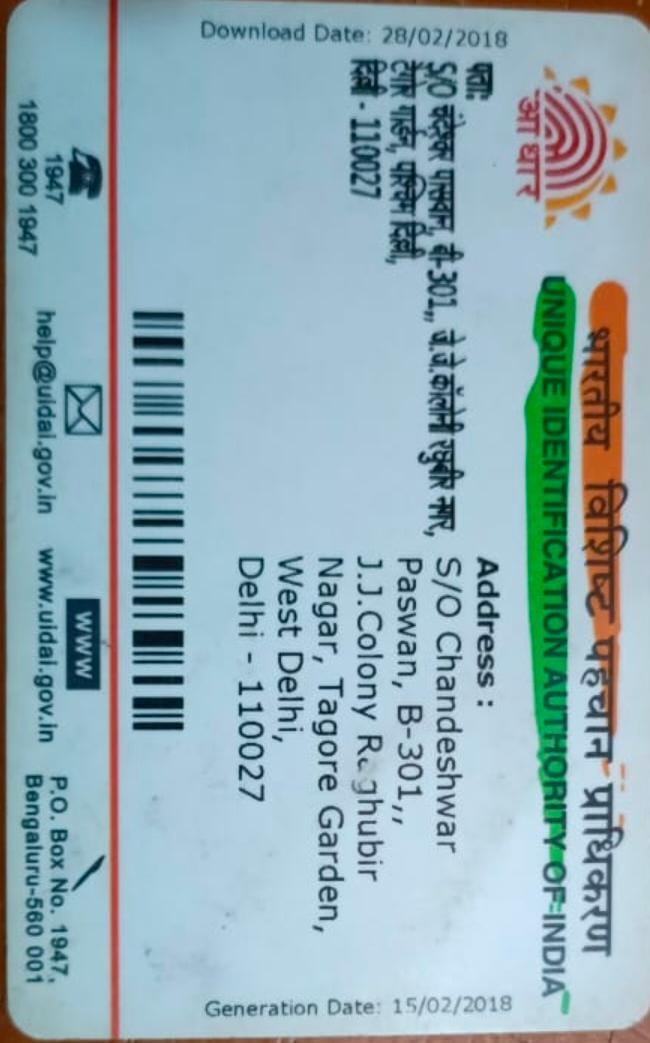 भारतीय विशिष्ट पहचान प्राधिकरण
UNIQUE IDENTIFICATION AUTHORITY OF INDIA
आधार
Download Date: 28/02/2018
Generation Date: 15/02/2018
पता:
S/O चंदेश्वर पासवान, बी-301,, जे.जे.कॉलोनी रघुबीर नगर,
टैगोर गार्डन, पश्चिम दिल्ली,
दिल्ली - 110027
Address :
S/O Chandeshwar
Paswan, B-301,,
J.J.Colony Raghubir
Nagar, Tagore Garden,
West Delhi,
Delhi - 110027
1947
1800 300 1947
help@uidai.gov.in
www
www.uidai.gov.in
P.O. Box No. 1947,
Bengaluru-560 001